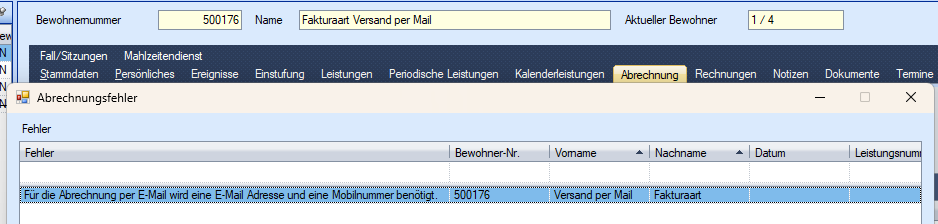 Bewohnernummer 500176 Name Fakturaart Versand per Mail Aktueller Bewohner 1 / 4
Fall/Sitzungen Mahlzeitendienst
Stammdaten Persönliches Ereignisse Einstufung Leistungen Periodische Leistungen Kalenderleistungen Abrechnung Rechnungen Notizen Dokumente Termine
Abrechnungsfehler
Fehler
Fehler Bewohner-Nr. Vorname Nachname Datum Leistungsnum
Für die Abrechnung per E-Mail wird eine E-Mail Adresse und eine Mobilnummer benötigt. 500176 Versand per Mail Fakturaart